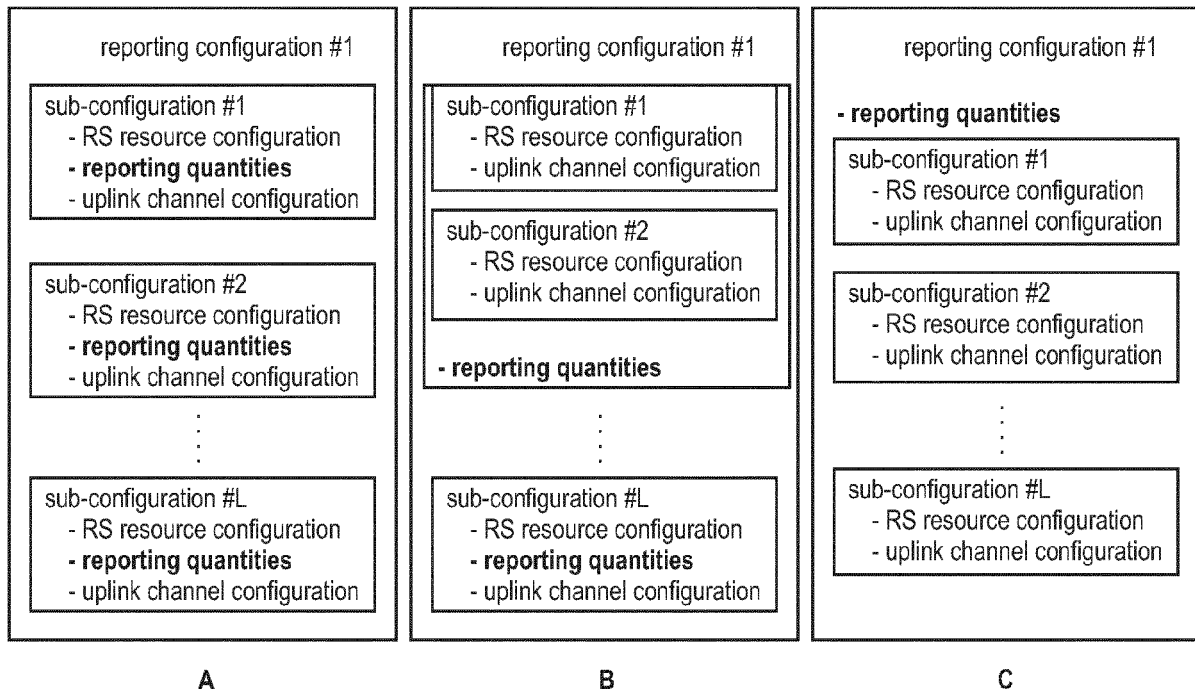 reporting configuration #1
sub-configuration #1
- RS resource configuration
- reporting quantities
- uplink channel configuration
sub-configuration #2
- RS resource configuration
- reporting quantities
- uplink channel configuration
sub-configuration #L
- RS resource configuration
- reporting quantities
- uplink channel configuration
A
reporting configuration #1
sub-configuration #1
- RS resource configuration
- uplink channel configuration
sub-configuration #2
- RS resource configuration
- uplink channel configuration
- reporting quantities
sub-configuration #L
- RS resource configuration
- reporting quantities
- uplink channel configuration
B
reporting configuration #1
- reporting quantities
sub-configuration #1
- RS resource configuration
- uplink channel configuration
sub-configuration #2
- RS resource configuration
- uplink channel configuration
sub-configuration #L
- RS resource configuration
- uplink channel configuration
C